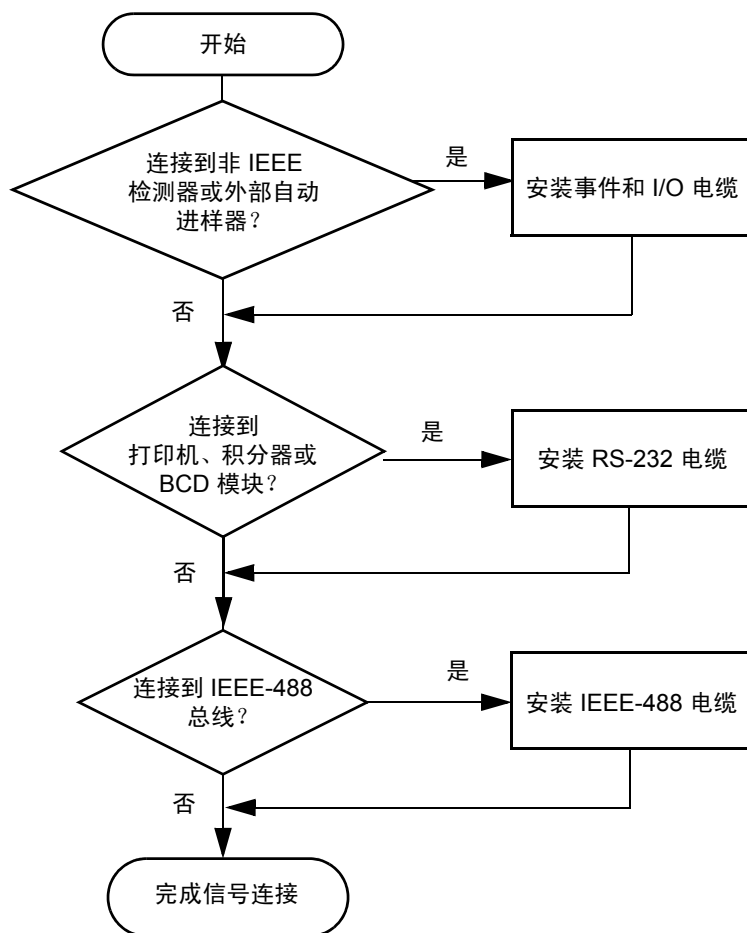 开始
连接到非 IEEE
检测器或外部自动
进样器？
是
安装事件和 I/O 电缆
否
连接到
打印机、积分器或
BCD 模块？
是
安装 RS-232 电缆
否
连接到 IEEE-488
总线？
是
安装 IEEE-488 电缆
否
完成信号连接